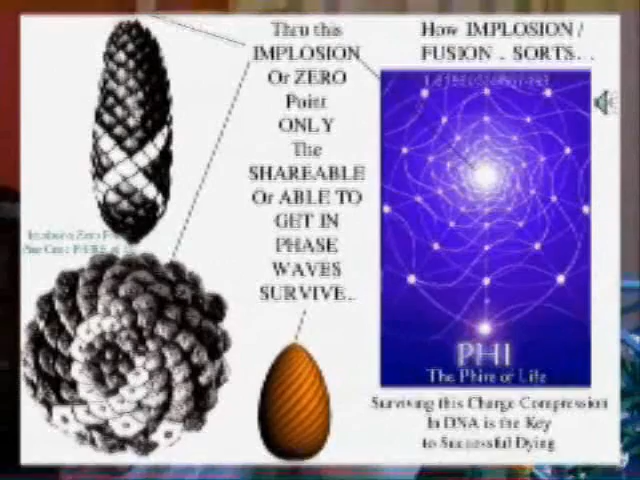 Thru this
IMPLOSION
Or ZERO
Point
ONLY
The
SHAREABLE
Or ABLE TO
GET IN
PHASE
WAVES
SURVIVE..
How IMPLOSION /
FUSION .. SORTS...
PHI
The Phire of Life
Surviving this Charge Compression
In DNA is the Key
to Successful Dying